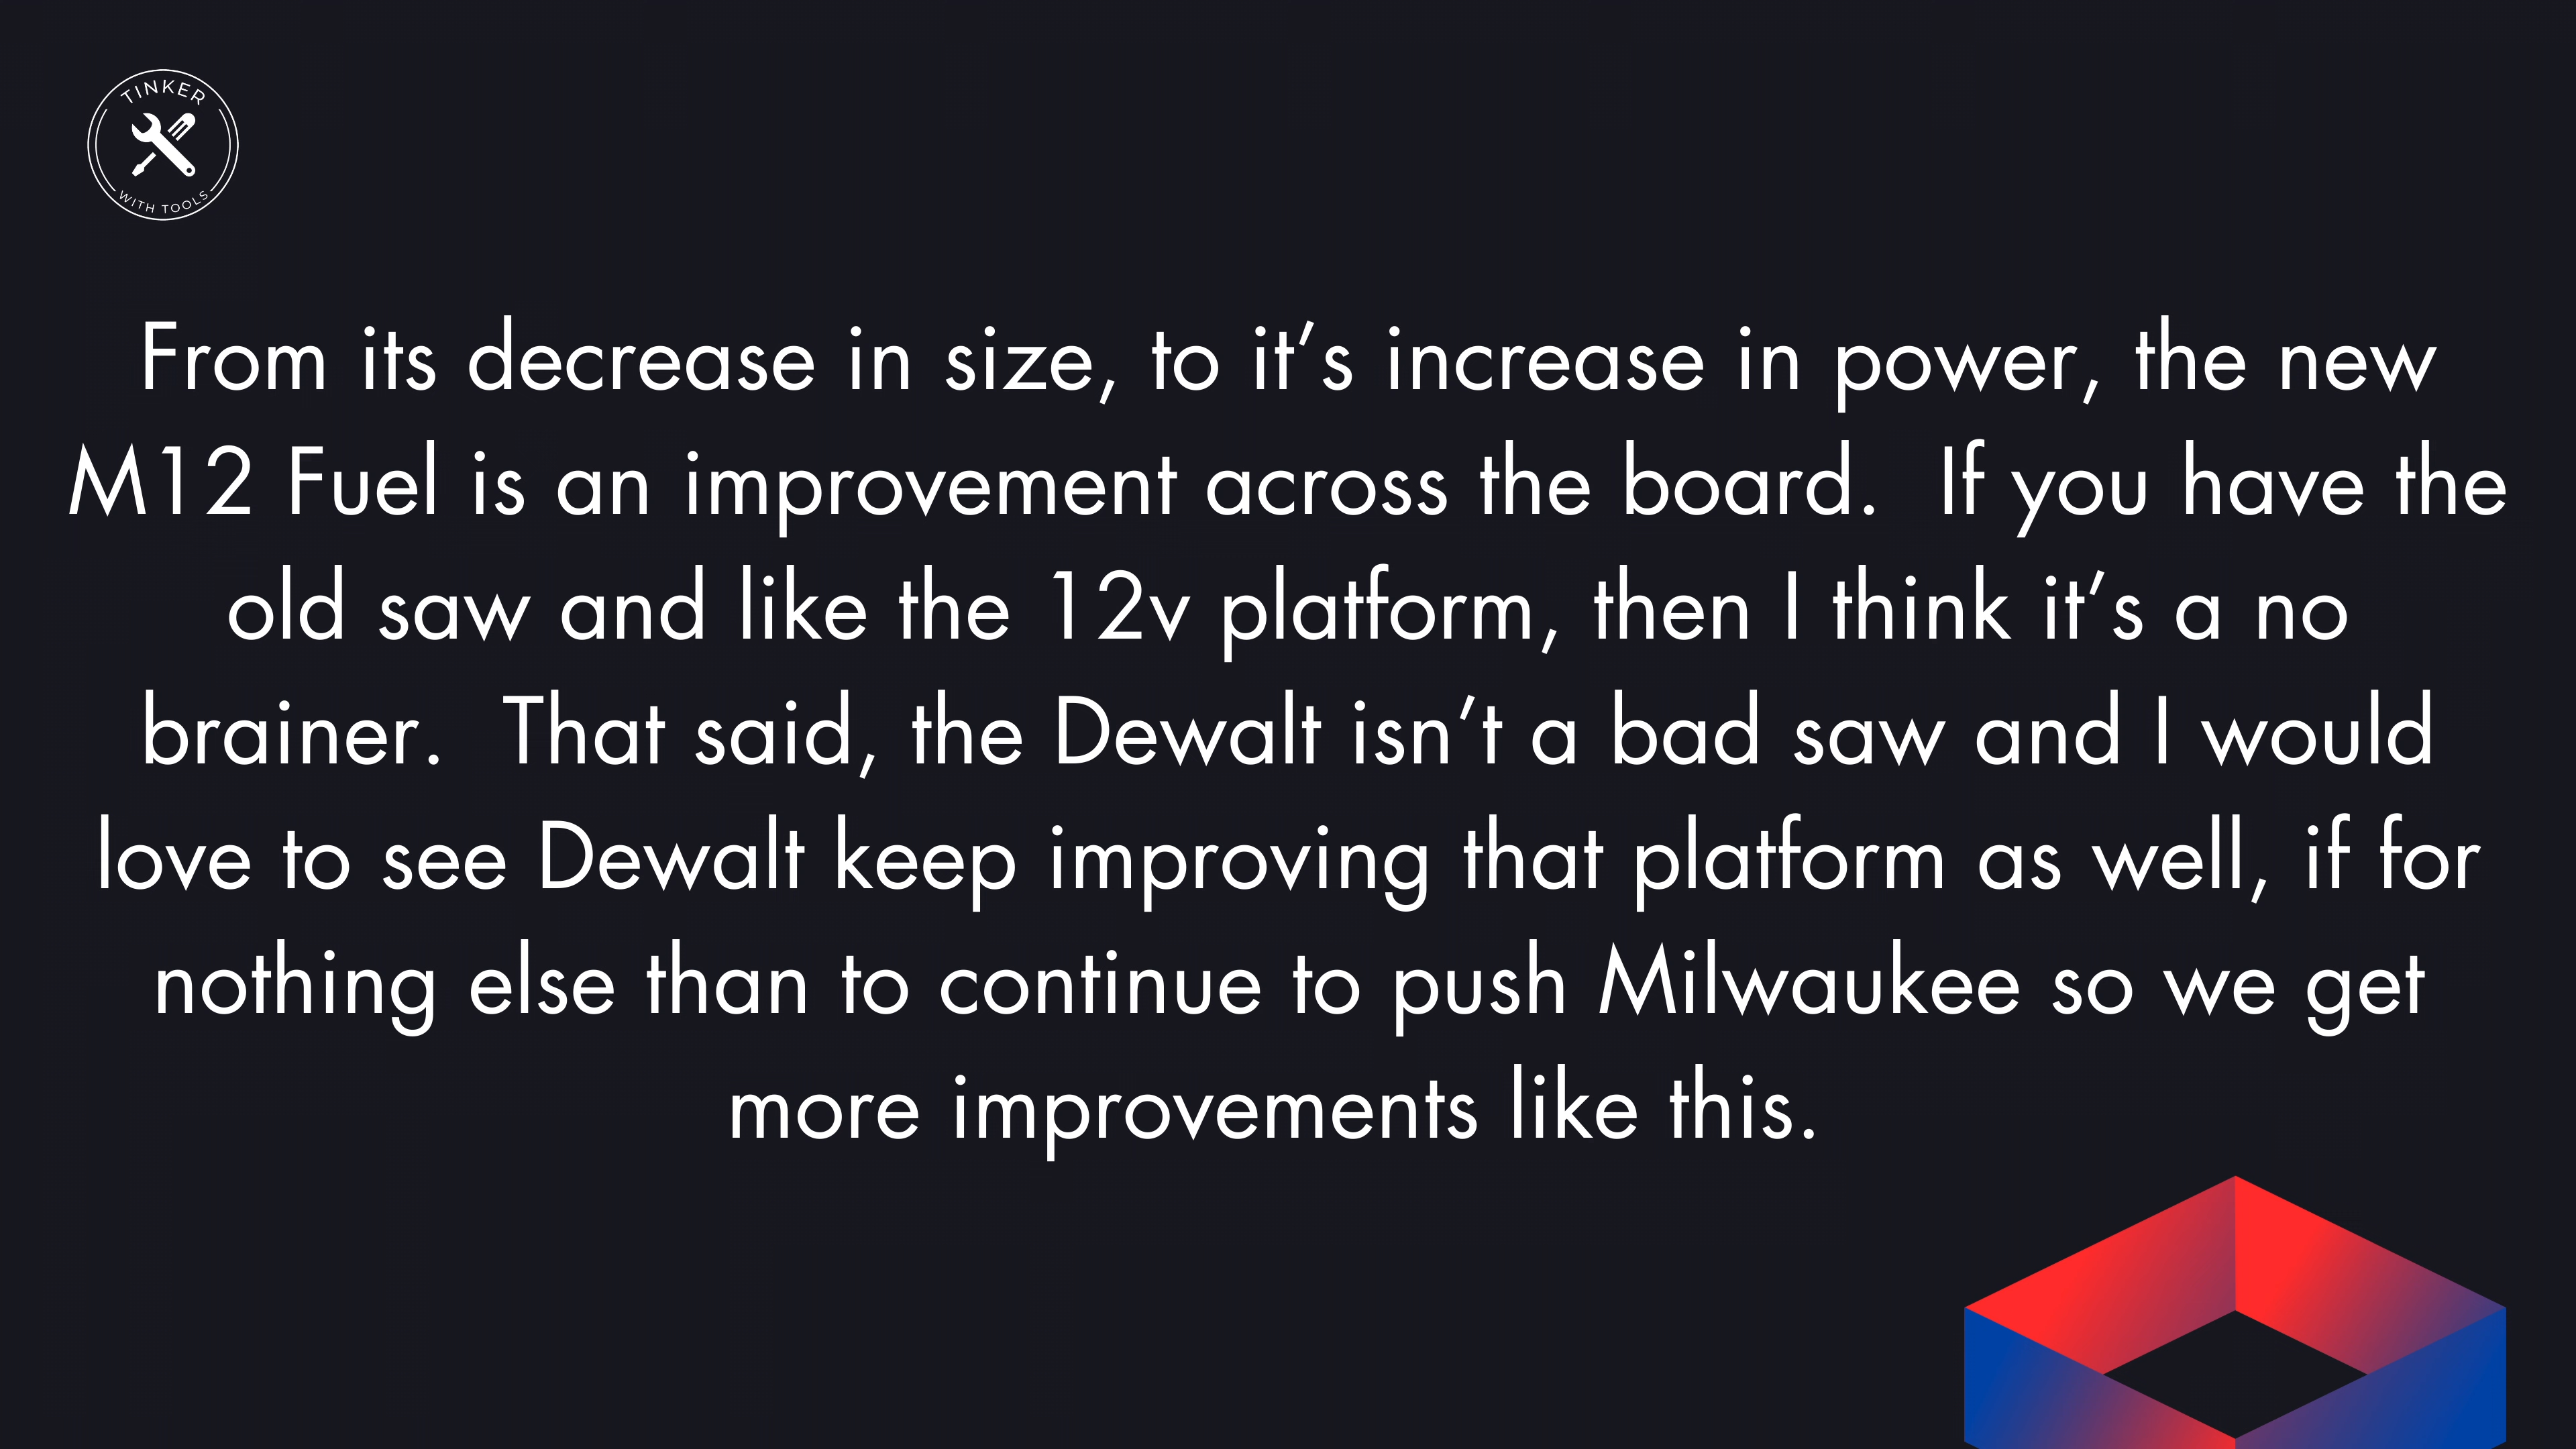 TINKER
WITH TOOLS
From its decrease in size, to it’s increase in power, the new
M12 Fuel is an improvement across the board.  If you have the
old saw and like the 12v platform, then I think it’s a no
brainer.  That said, the Dewalt isn’t a bad saw and I would
love to see Dewalt keep improving that platform as well, if for
nothing else than to continue to push Milwaukee so we get
more improvements like this.